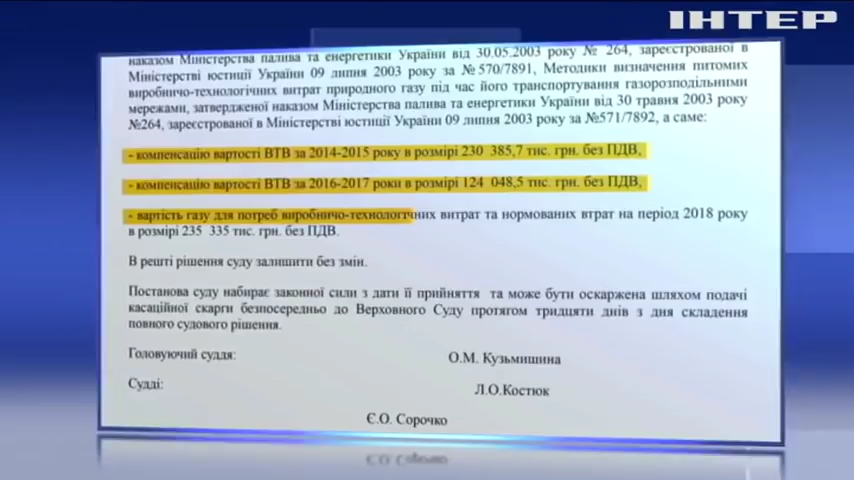 ІНТЕР
наказом Міністерства палива та енергетики України від 30.05.2003 року № 264, зареєстрованої в
Міністерстві юстиції України 09 липня 2003 року за №570/7891, Методики визначення питомих
виробничо-технологічних витрат природного газу під час його транспортування газорозподільними
мережами, затвердженої наказом Міністерства палива та енергетики України від 30 травня 2003 року
№264, зареєстрованого в Міністерстві юстиції України 09 липня 2003 року за №571/7892, а саме:
- компенсацію вартості ВТВ за 2014-2015 року в розмірі 230 385,7 тис. грн. без ПДВ,
- компенсацію вартості ВТВ за 2016-2017 роки в розмірі 124 048,5 тис. грн. без ПДВ,
- вартість газу для потреб виробничо-технологічних витрат та нормованих втрат на період 2018 року
в розмірі 235 335 тис. грн. без ПДВ.
В решті рішення суду залишити без змін.
Постанова суду набирає законної сили з дати її прийняття та може бути оскаржена шляхом подачі
касаційної скарги безпосередньо до Верховного Суду протягом тридцяти днів з дня складення
повного судового рішення.
Головуючий суддя: О.М. Кузьмишина
Судді: Л.О.Костюк
Є.О. Сорочко